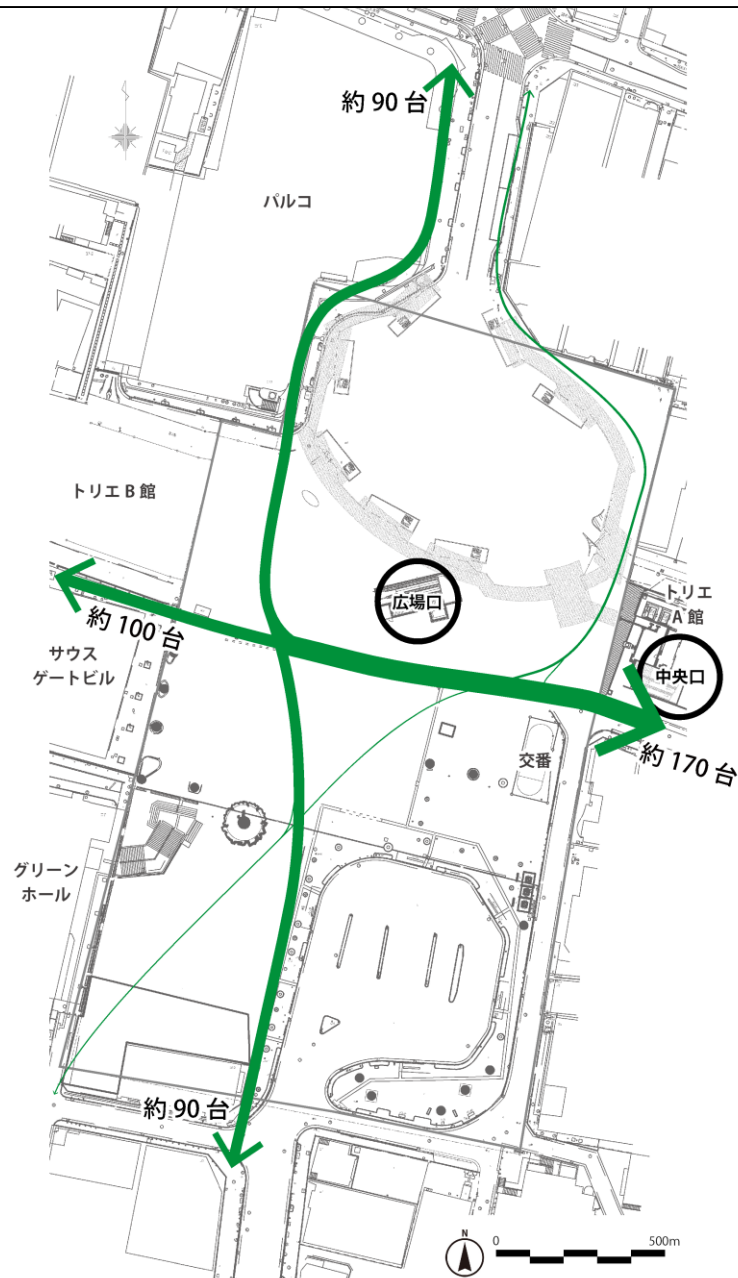 約 90 台
パルコ
トリエ B 館
広場口
トリエ
A 館
約 100 台
サウス
ゲートビル
中央口
交番
約 170 台
グリーン
ホール
約 90 台
N
0
500m